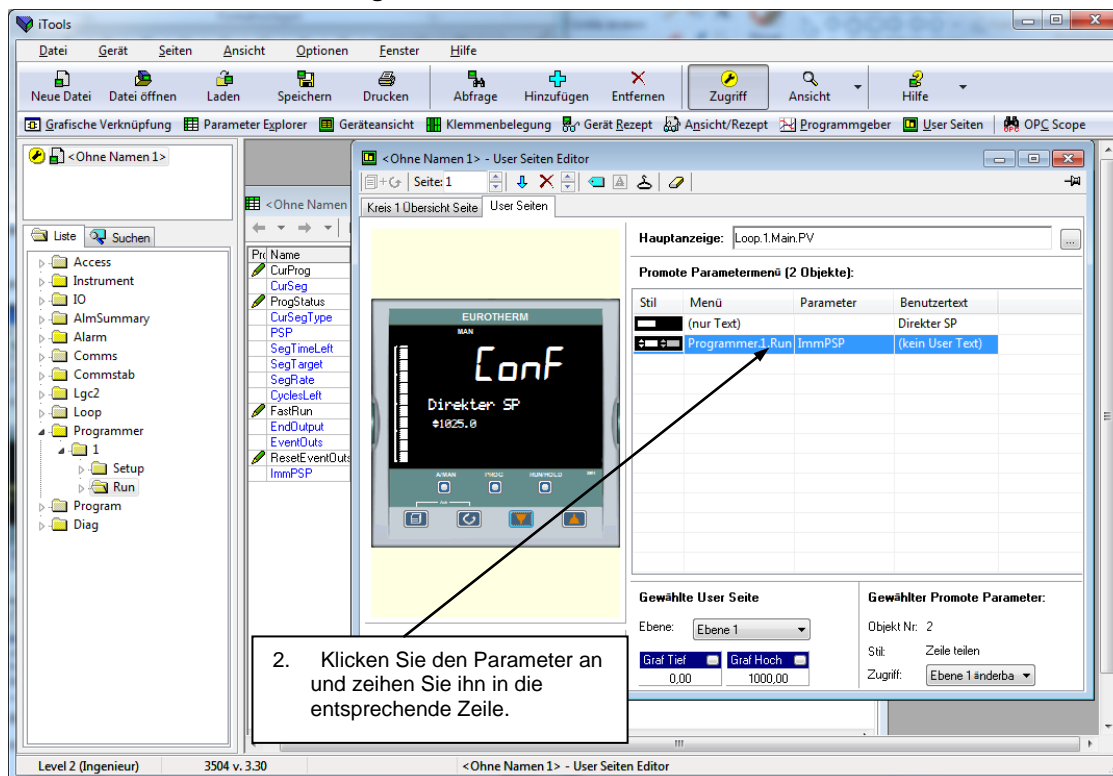 iTools
Datei Gerät Seiten Ansicht Optionen Fenster Hilfe
Neue Datei Datei öffnen Laden Speichern Drucken Abfrage Hinzufügen Entfernen Zugriff Ansicht Hilfe
Grafische Verknüpfung Parameter Explorer Geräteansicht Klemmenbelegung Gerät Rezept Ansicht/Rezept Programmgeber User Seiten OPC Scope
<Ohne Namen 1>
Liste Suchen
Access
Instrument
IO
AlmSummary
Alarm
Comms
Commstab
Lgc2
Loop
Programmer
1
Setup
Run
Program
Diag
<Ohne Namen
Name
CurProg
CurSeg
ProgStatus
CurSegType
PSP
SegTimeLeft
SegTarget
SegRate
CyclesLeft
FastRun
EndOutput
EventOuts
ResetEventOuts
ImmPSP
<Ohne Namen 1> - User Seiten Editor
Seite: 1
Kreis 1 Übersicht Seite User Seiten
EUROTHERM
MAN
ConF
Direkter SP
1025.0
A/MAN PROG RUN/HOLD
Ack
Hauptanzeige: Loop.1.Main.PV ...
Promote Parametermenü (2 Objekte):
Stil Menü Parameter Benutzertext
(nur Text) Direkter SP
Programmer.1.Run ImmPSP (kein User Text)
Gewählte User Seite
Ebene: Ebene 1
Graf Tief Graf Hoch
0,00 1000,00
Gewählter Promote Parameter:
Objekt Nr: 2
Stil: Zeile teilen
Zugriff: Ebene 1 änderba
2. Klicken Sie den Parameter an
und zeihen Sie ihn in die
entsprechende Zeile.
Level 2 (Ingenieur) 3504 v. 3.30 <Ohne Namen 1> - User Seiten Editor